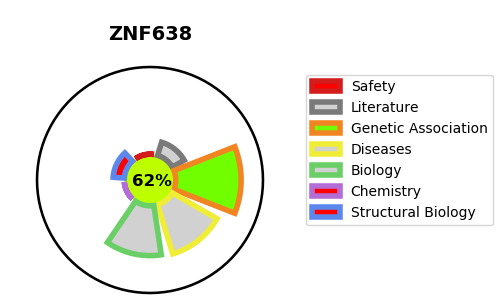 ZNF638
62%
Safety
Literature
Genetic Association
Diseases
Biology
Chemistry
Structural Biology